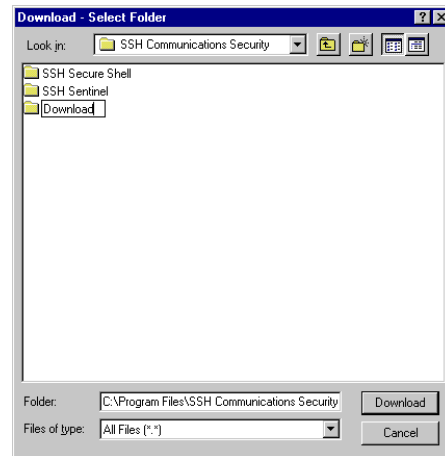 Download - Select Folder
Look in: SSH Communications Security
SSH Secure Shell
SSH Sentinel
Download
Folder: C:\Program Files\SSH Communications Security Download
Files of type: All Files (*.*) Cancel